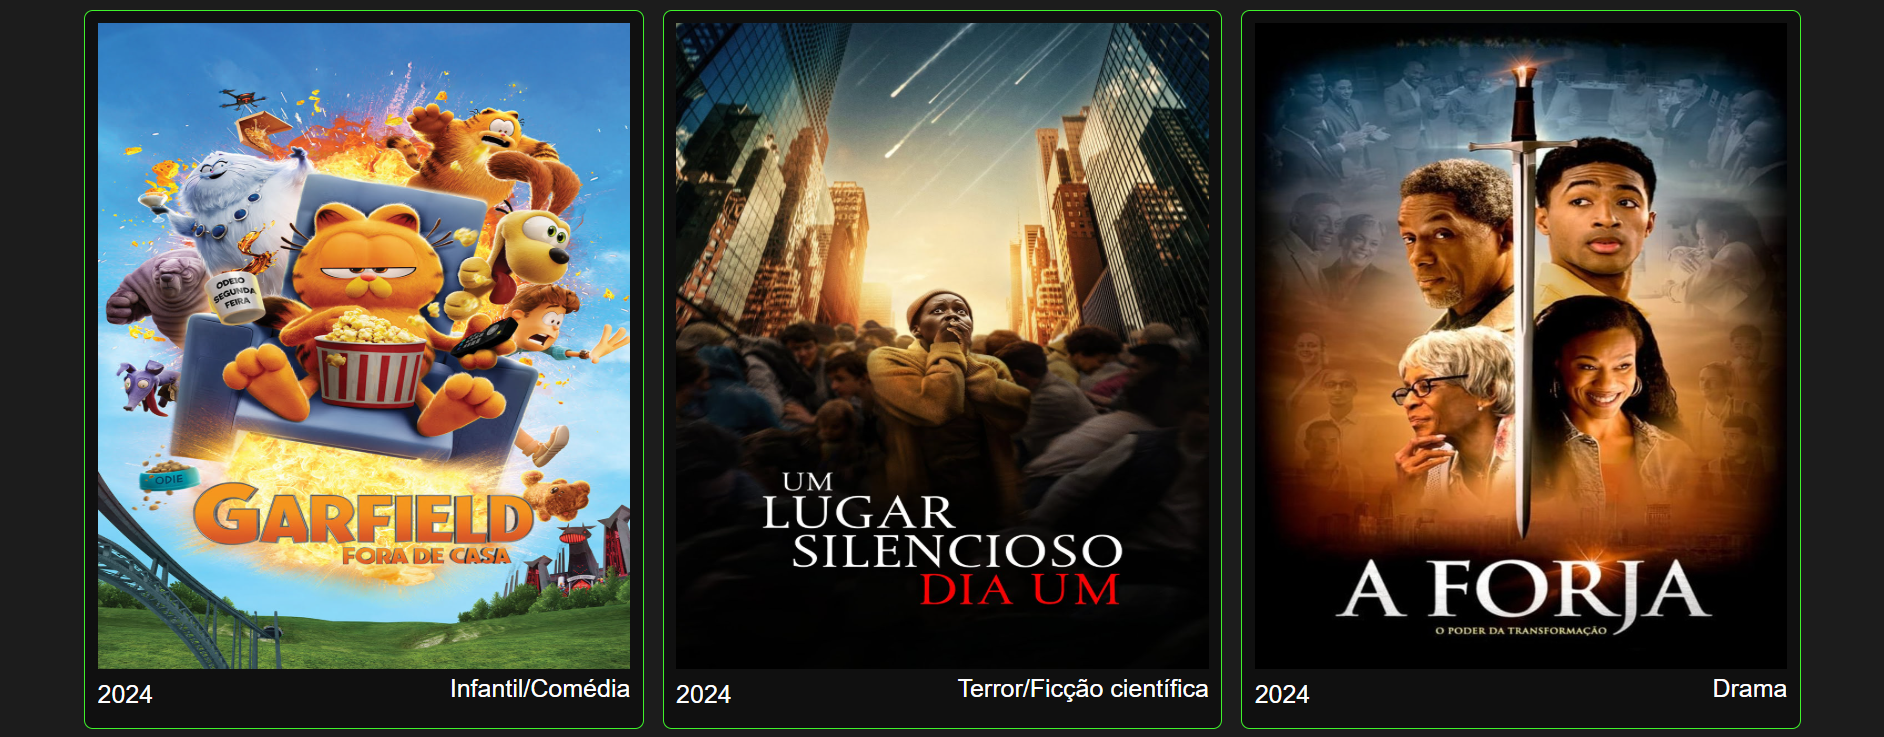 ODEIO
SEGUNDA
FEIRA
ODIE
GARFIELD
FORA DE CASA
2024
Infantil/Comédia
UM
LUGAR
SILENCIOSO
DIA UM
2024
Terror/Ficção científica
A FORJA
O PODER DA TRANSFORMAÇÃO
2024
Drama